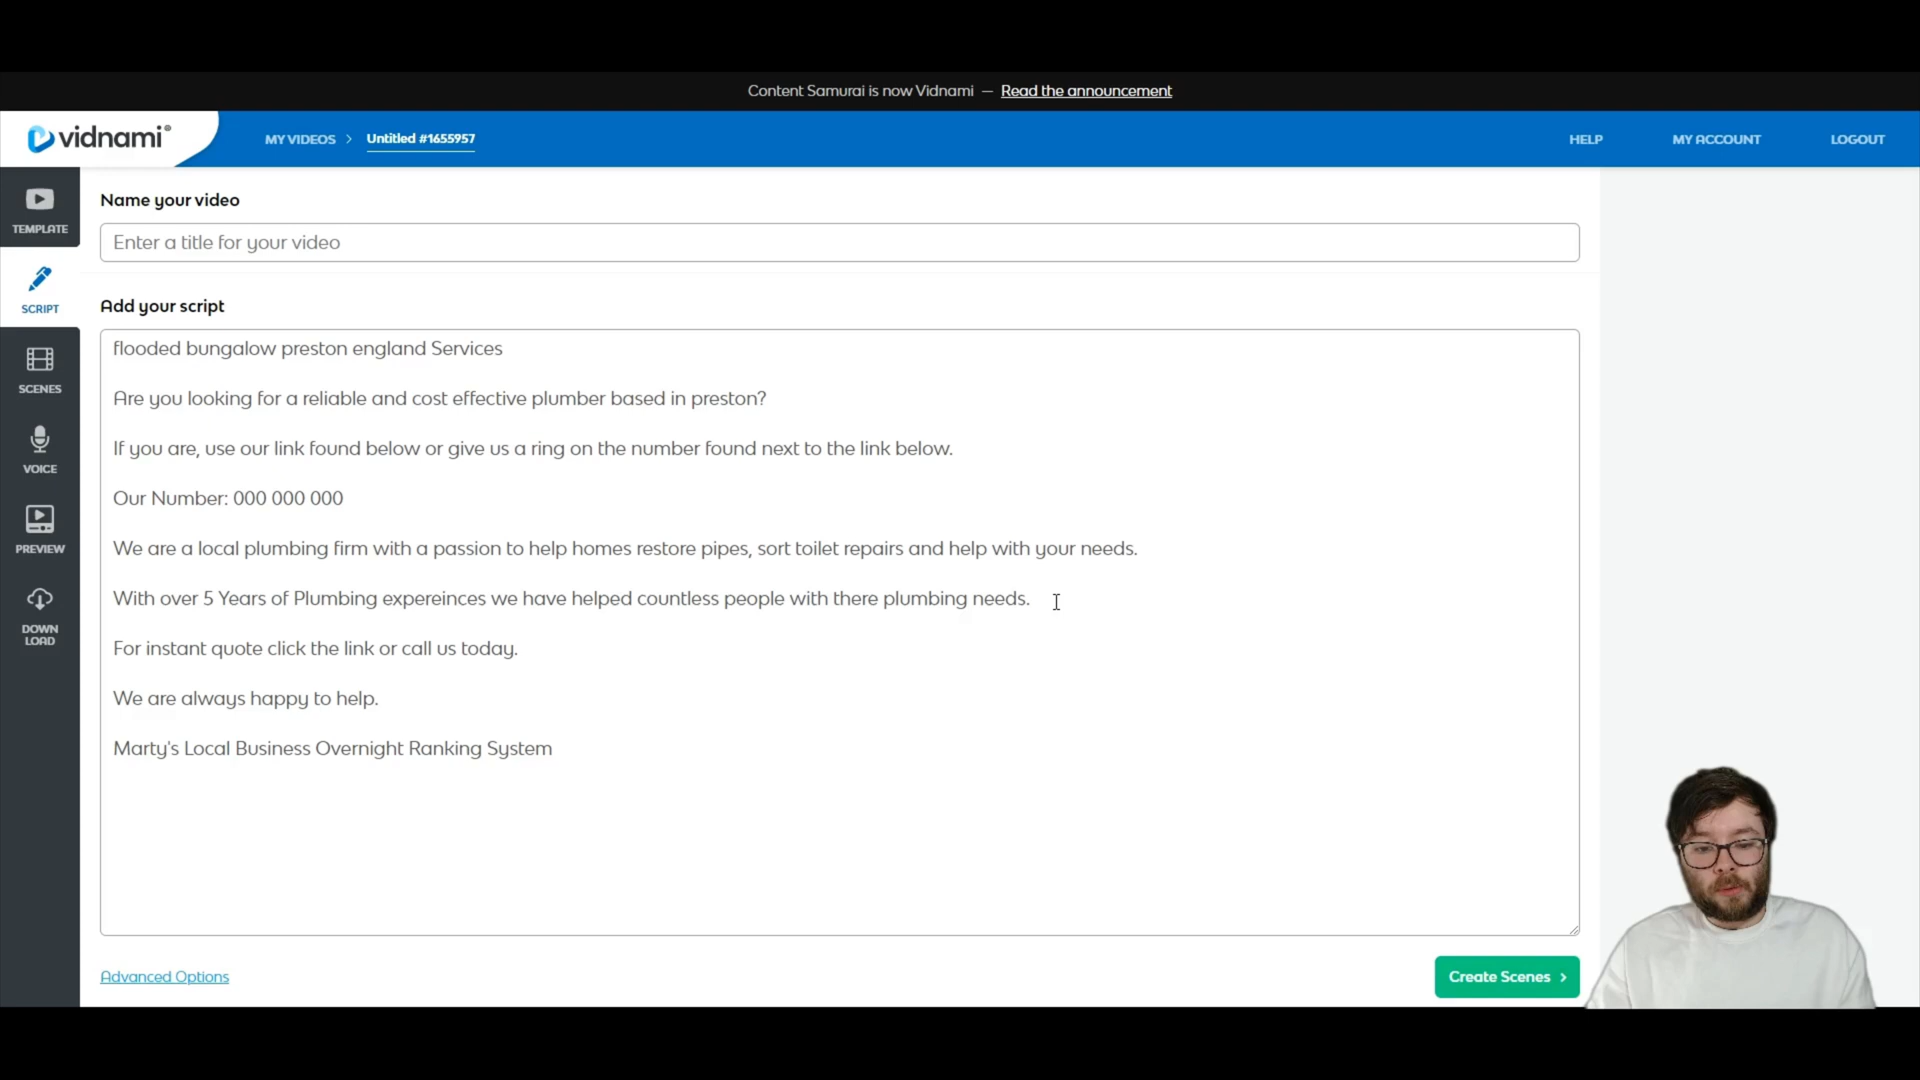 Content Samurai is now Vidnami — Read the announcement
vidnami®
MY VIDEOS > Untitled #1655957
HELP
MY ACCOUNT
LOGOUT
TEMPLATE
SCRIPT
SCENES
VOICE
PREVIEW
DOWN
LOAD
Name your video
Enter a title for your video
Add your script
flooded bungalow preston england Services
Are you looking for a reliable and cost effective plumber based in preston?
If you are, use our link found below or give us a ring on the number found next to the link below.
Our Number: 000 000 000
We are a local plumbing firm with a passion to help homes restore pipes, sort toilet repairs and help with your needs.
With over 5 Years of Plumbing expereinces we have helped countless people with there plumbing needs.
For instant quote click the link or call us today.
We are always happy to help.
Marty's Local Business Overnight Ranking System
Advanced Options
Create Scenes >